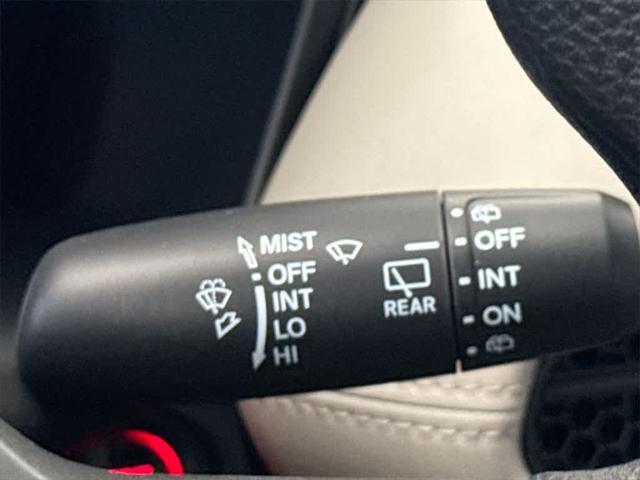 MIST
OFF
INT
LO
HI
REAR
OFF
INT
ON